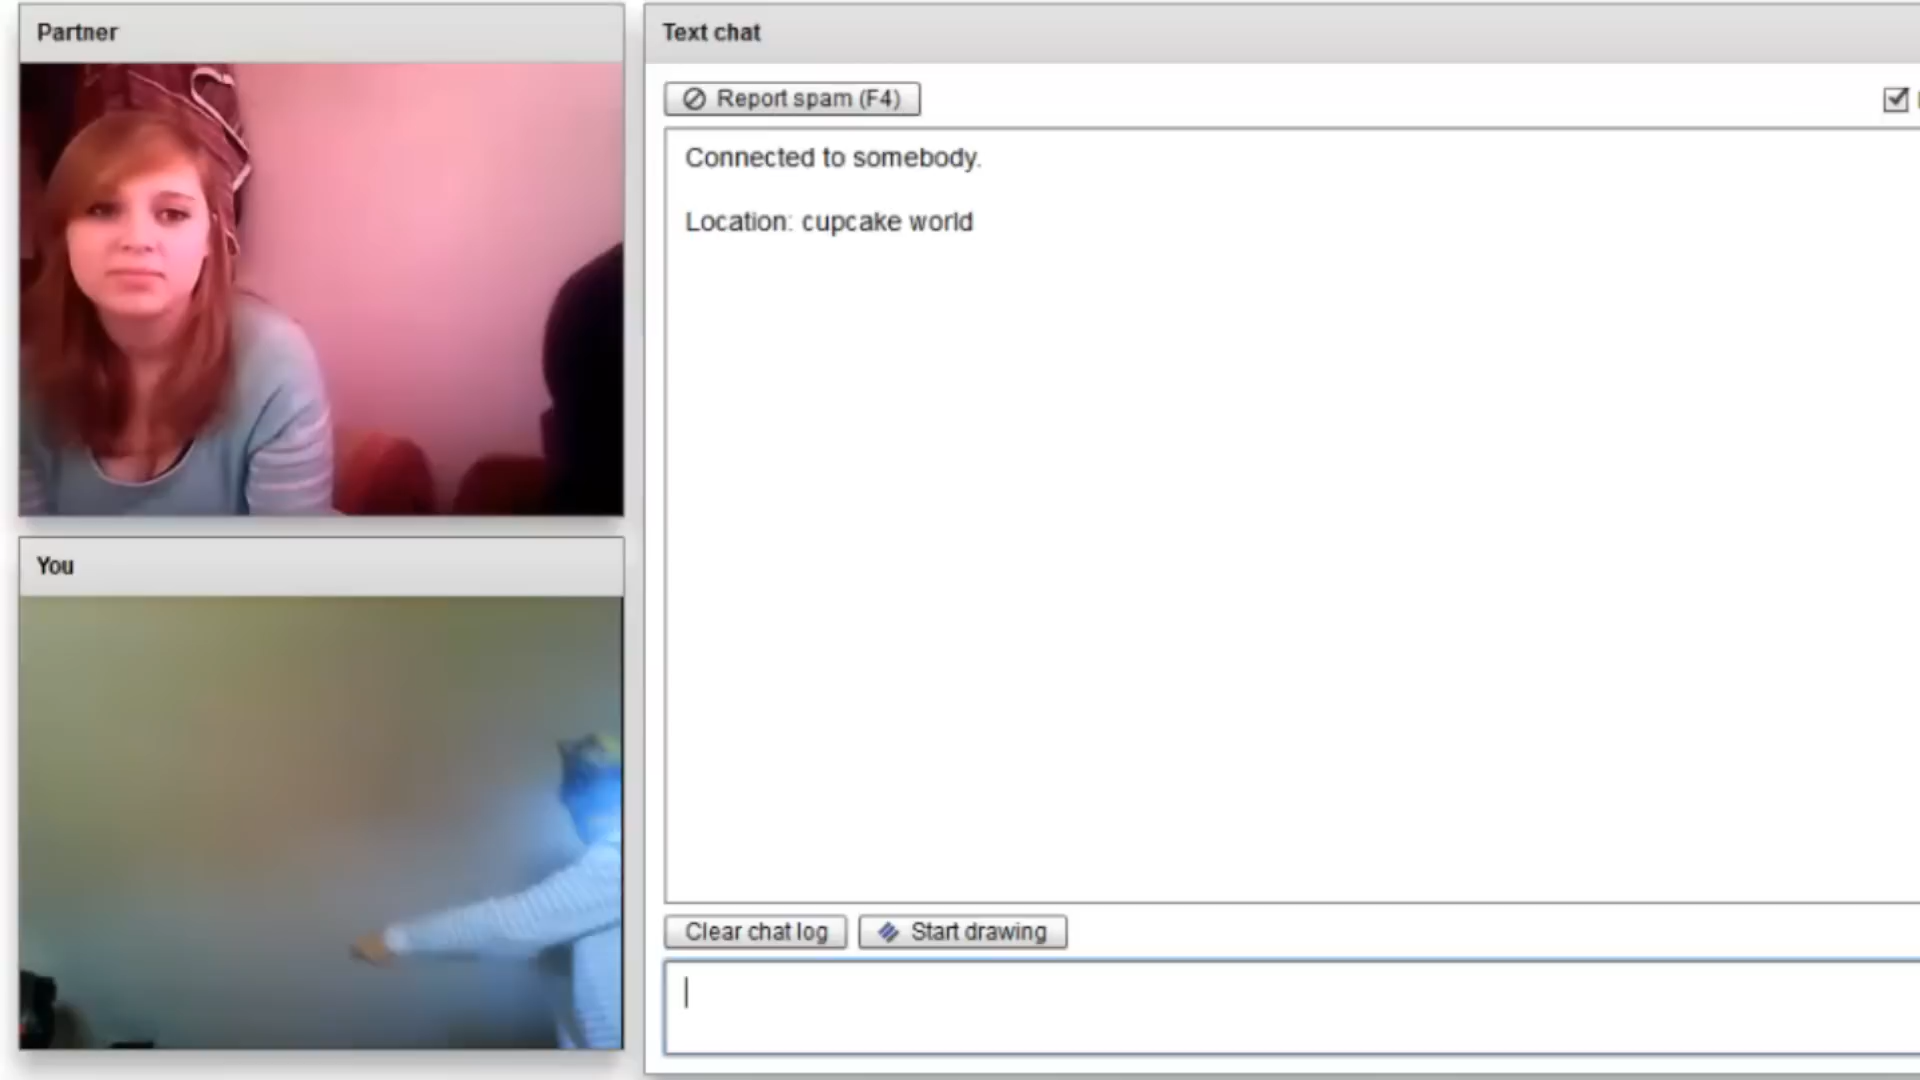 Partner
Text chat
Report spam (F4)
Connected to somebody.
Location: cupcake world
You
Clear chat log
Start drawing